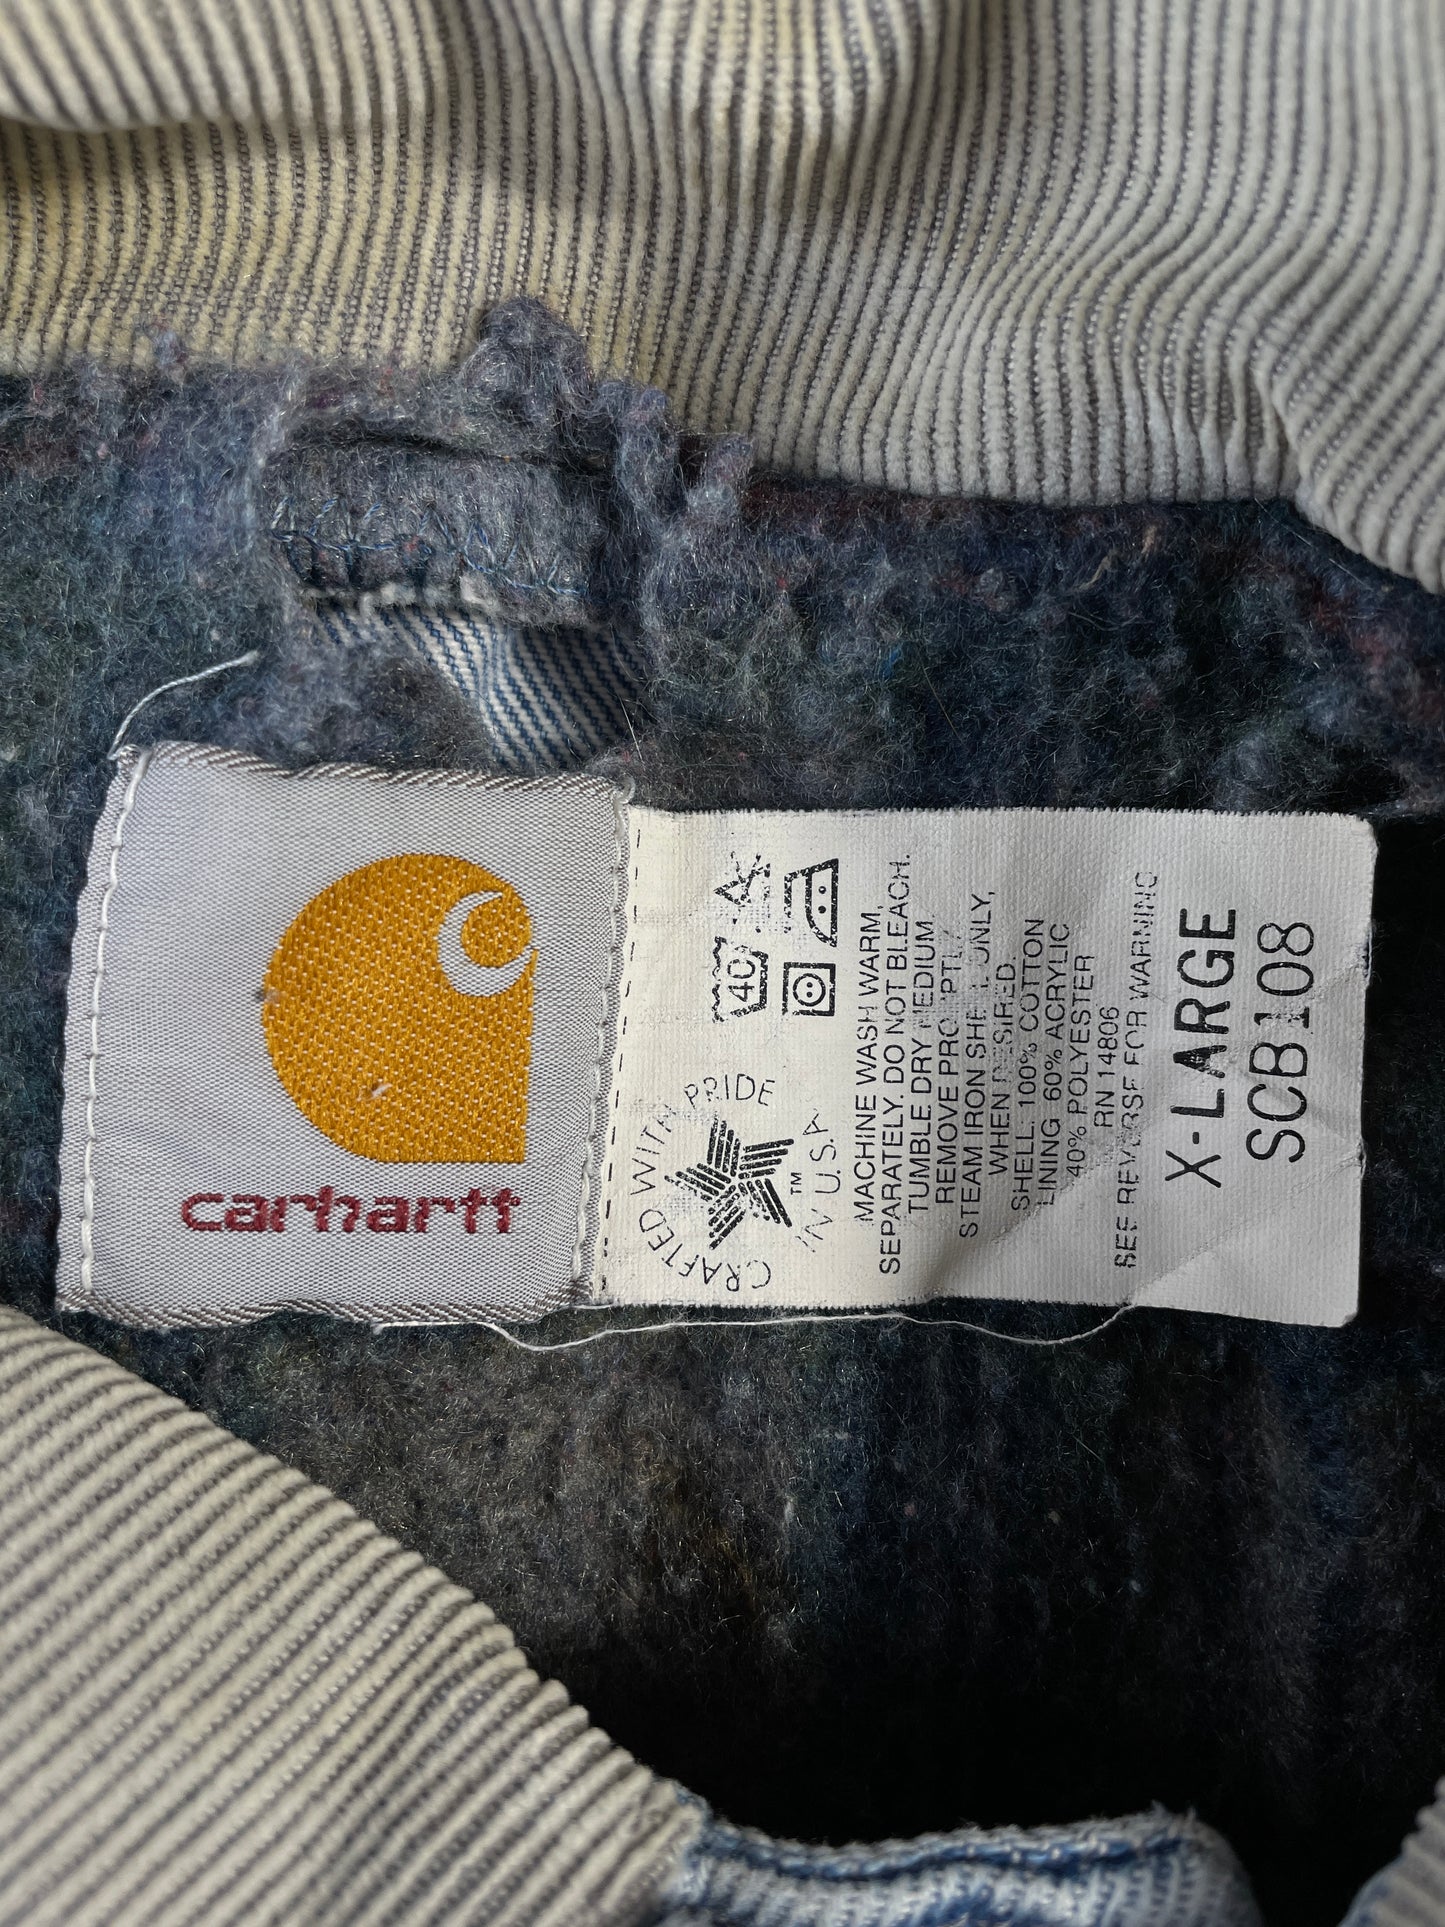 carhartt
40
CRAFTED WITH PRIDE
IN U.S.A
™
MACHINE WASH WARM,
SEPARATELY. DO NOT BLEACH.
TUMBLE DRY MEDIUM.
REMOVE PROMPTLY.
STEAM IRON SHELL ONLY,
WHEN DESIRED.
SHELL 100% COTTON
LINING 60% ACRYLIC
40% POLYESTER
RN 14806
SEE REVERSE FOR WARNING
X-LARGE
SCB108